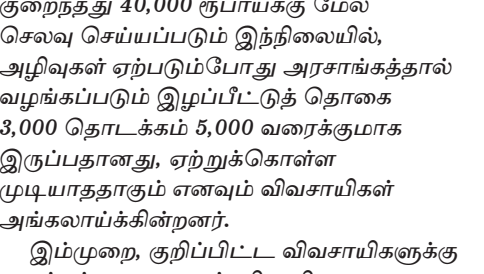 குறைந்தது 40,000 ரூபாய்க்கு மேல்
செலவு செய்யப்படும் இந்நிலையில்,
அழிவுகள் ஏற்படும்போது அரசாங்கத்தால்
வழங்கப்படும் இழப்பீட்டுத் தொகை
3,000 தொடக்கம் 5,000 வரைக்குமாக
இருப்பதானது, ஏற்றுக்கொள்ள
முடியாததாகும் எனவும் விவசாயிகள்
அங்கலாய்க்கின்றனர்.
இம்முறை, குறிப்பிட்ட விவசாயிகளுக்கு